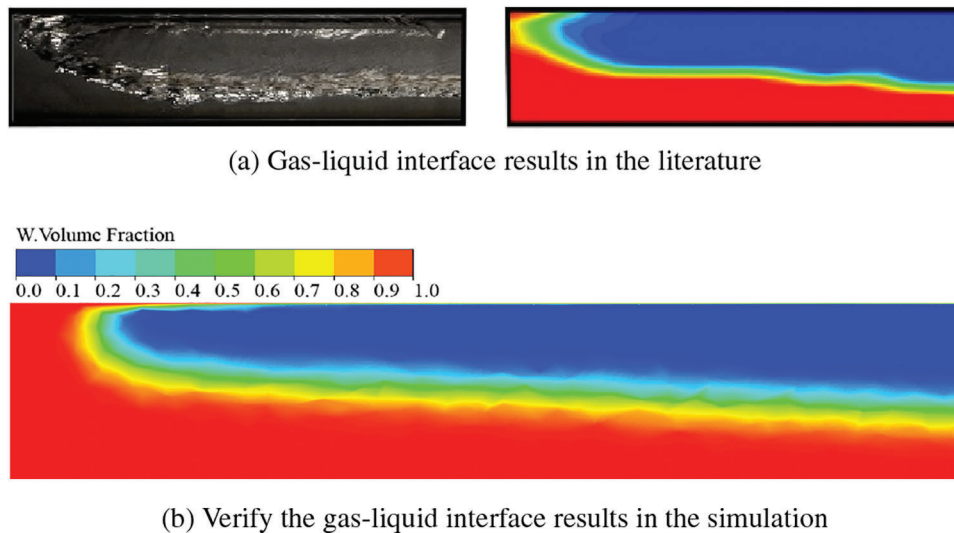 (a) Gas-liquid interface results in the literature
W.Volume Fraction
0.0 0.1 0.2 0.3 0.4 0.5 0.6 0.7 0.8 0.9 1.0
(b) Verify the gas-liquid interface results in the simulation